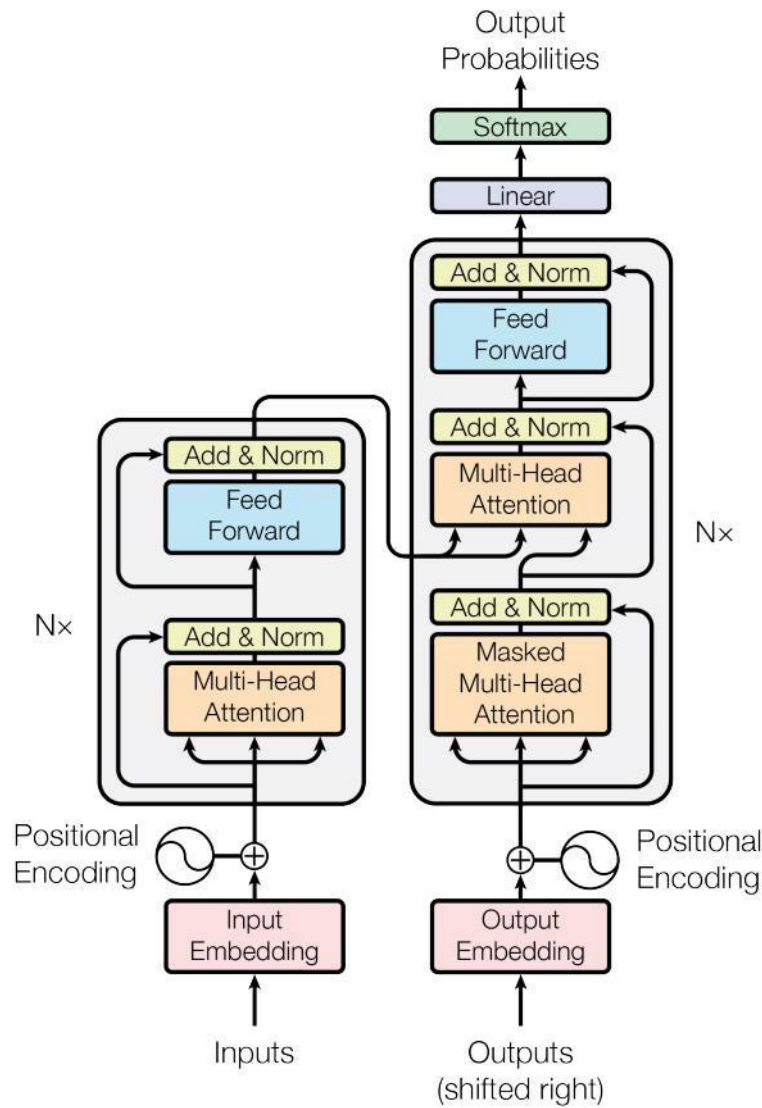 Output
Probabilities
Softmax
Linear
Add & Norm
Feed
Forward
Add & Norm
Multi-Head
Attention
Add & Norm
Masked
Multi-Head
Attention
N×
Add & Norm
Feed
Forward
Add & Norm
Multi-Head
Attention
N×
Positional
Encoding
Positional
Encoding
Input
Embedding
Output
Embedding
Inputs
Outputs
(shifted right)